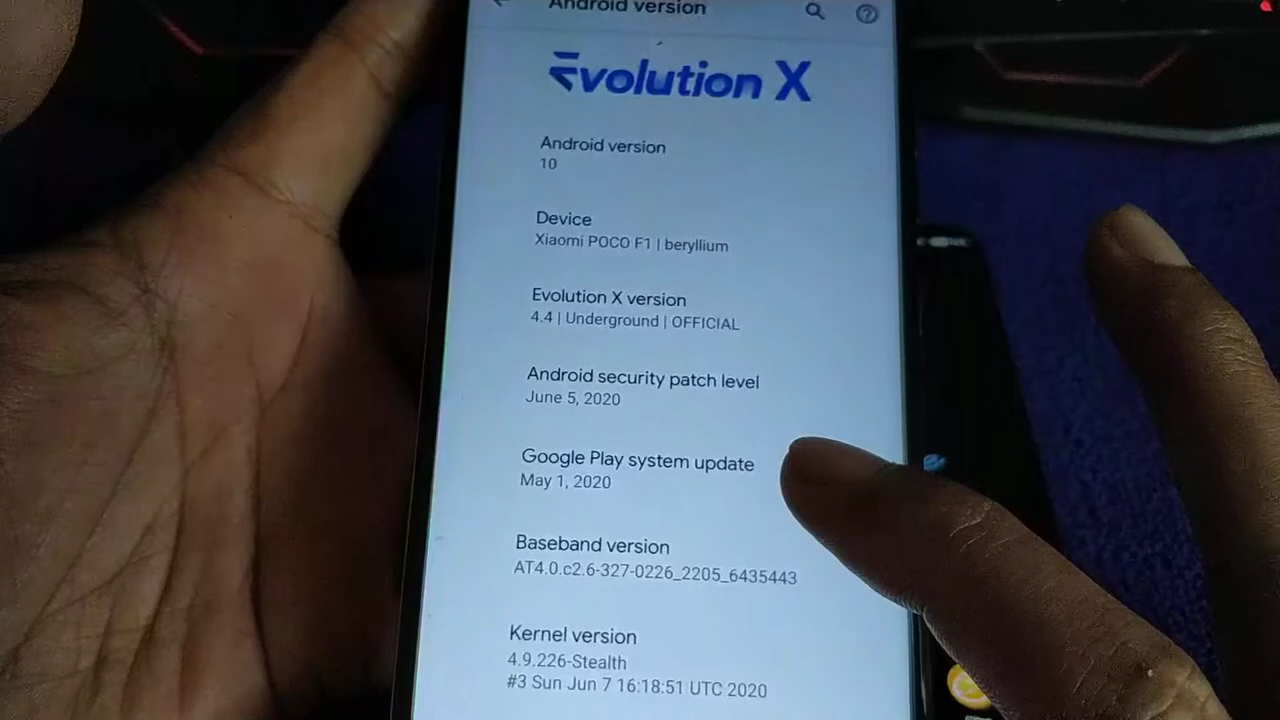 Android version
Evolution X
Android version
10
Device
Xiaomi POCO F1 | beryllium
Evolution X version
4.4 | Underground | OFFICIAL
Android security patch level
June 5, 2020
Google Play system update
May 1, 2020
Baseband version
AT4.0.c2.6-327-0226_2205_6435443
Kernel version
4.9.226-Stealth
#3 Sun Jun 7 16:18:51 UTC 2020